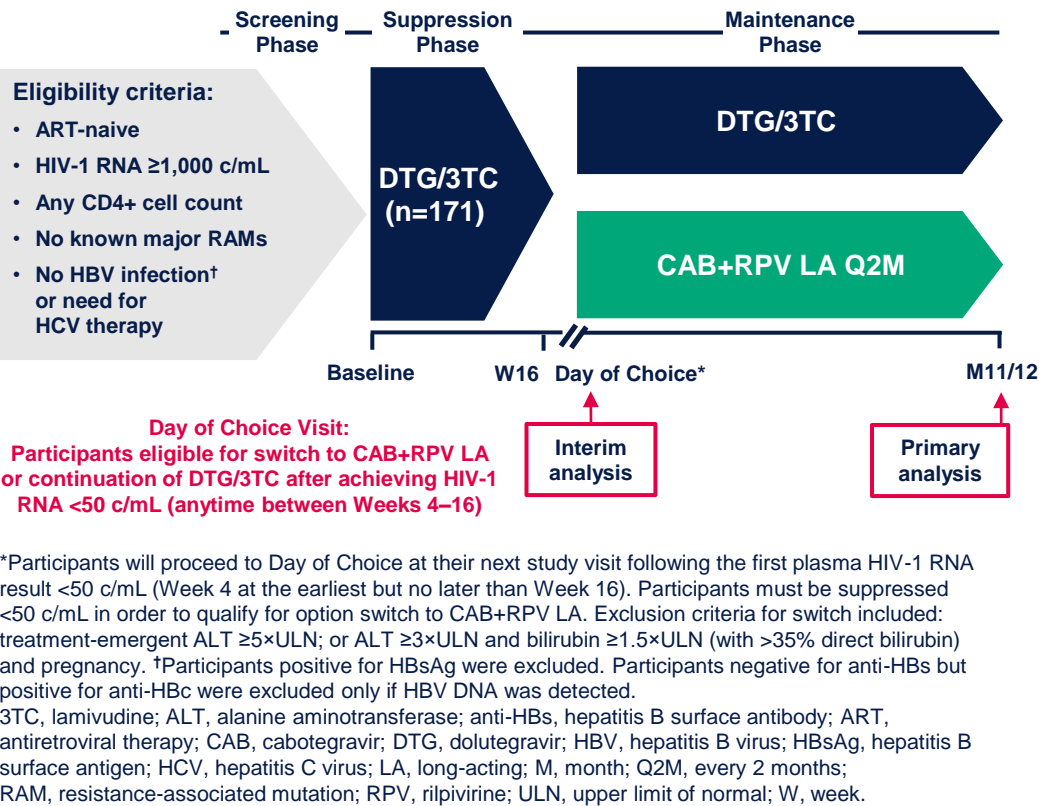 Screening
Phase
Suppression
Phase
Maintenance
Phase
Eligibility criteria:
• ART-naive
• HIV-1 RNA ≥1,000 c/mL
• Any CD4+ cell count
• No known major RAMs
• No HBV infection†
or need for
HCV therapy
DTG/3TC
(n=171)
DTG/3TC
CAB+RPV LA Q2M
Baseline
W16
Day of Choice*
M11/12
Day of Choice Visit:
Participants eligible for switch to CAB+RPV LA
or continuation of DTG/3TC after achieving HIV-1
RNA <50 c/mL (anytime between Weeks 4–16)
Interim
analysis
Primary
analysis
*Participants will proceed to Day of Choice at their next study visit following the first plasma HIV-1 RNA
result <50 c/mL (Week 4 at the earliest but no later than Week 16). Participants must be suppressed
<50 c/mL in order to qualify for option switch to CAB+RPV LA. Exclusion criteria for switch included:
treatment-emergent ALT ≥5×ULN; or ALT ≥3×ULN and bilirubin ≥1.5×ULN (with >35% direct bilirubin)
and pregnancy. †Participants positive for HBsAg were excluded. Participants negative for anti-HBs but
positive for anti-HBc were excluded only if HBV DNA was detected.
3TC, lamivudine; ALT, alanine aminotransferase; anti-HBs, hepatitis B surface antibody; ART,
antiretroviral therapy; CAB, cabotegravir; DTG, dolutegravir; HBV, hepatitis B virus; HBsAg, hepatitis B
surface antigen; HCV, hepatitis C virus; LA, long-acting; M, month; Q2M, every 2 months;
RAM, resistance-associated mutation; RPV, rilpivirine; ULN, upper limit of normal; W, week.